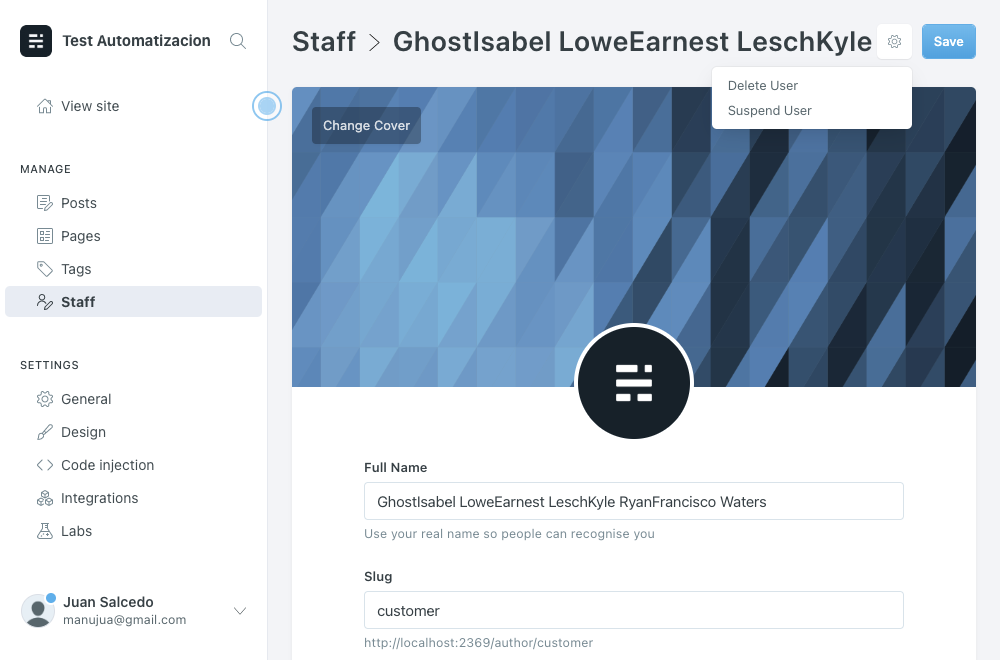 Test Automatizacion
View site
MANAGE
Posts
Pages
Tags
Staff
SETTINGS
General
Design
Code injection
Integrations
Labs
Juan Salcedo
manujua@gmail.com
Staff > GhostIsabel LoweEarnest LeschKyle
Save
Delete User
Suspend User
Change Cover
Full Name
GhostIsabel LoweEarnest LeschKyle RyanFrancisco Waters
Use your real name so people can recognise you
Slug
customer
http://localhost:2369/author/customer